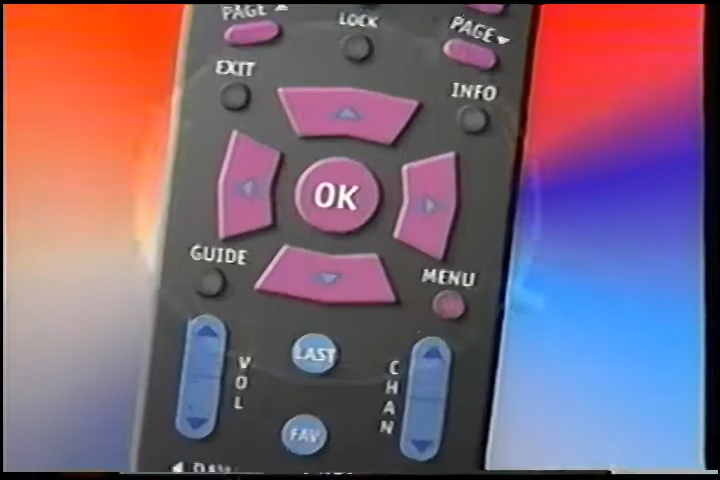 PAGE
LOCK
PAGE
EXIT
INFO
OK
GUIDE
MENU
LAST
VOL
CHAN
FAV